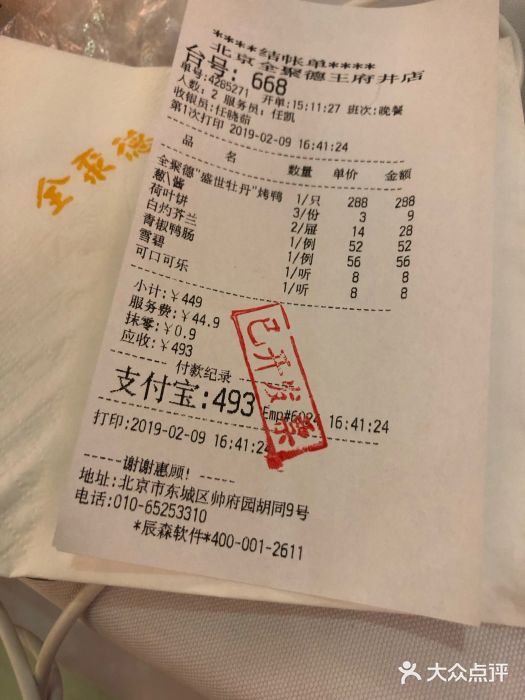 全聚德
****结帐单****
北京全聚德王府井店
台号: 668
单号:4285271 开单:15:11:27 班次:晚餐
人数: 2 服务员: 任凯
收银员:任晓茹
第1次打印 2019-02-09 16:41:24
品 名 数量 单价 金额
全聚德"盛世牡丹"烤鸭 1/只 288 288
葱\酱 3/份 3 9
荷叶饼 2/屉 14 28
白灼芥兰 1/例 52 52
青椒鸭肠 1/例 56 56
雪碧 1/听 8 8
可口可乐 1/听 8 8
小计:¥ 449
服务费:¥ 44.9
抹零:¥ 0.9
应收:¥ 493
付款纪录
支付宝:493 Emp#6024 16:41:24
已开发票
打印:2019-02-09 16:41:24
谢谢惠顾!
地址:北京市东城区帅府园胡同9号
电话:010-65253310
*辰森软件*400-001-2611
大众点评